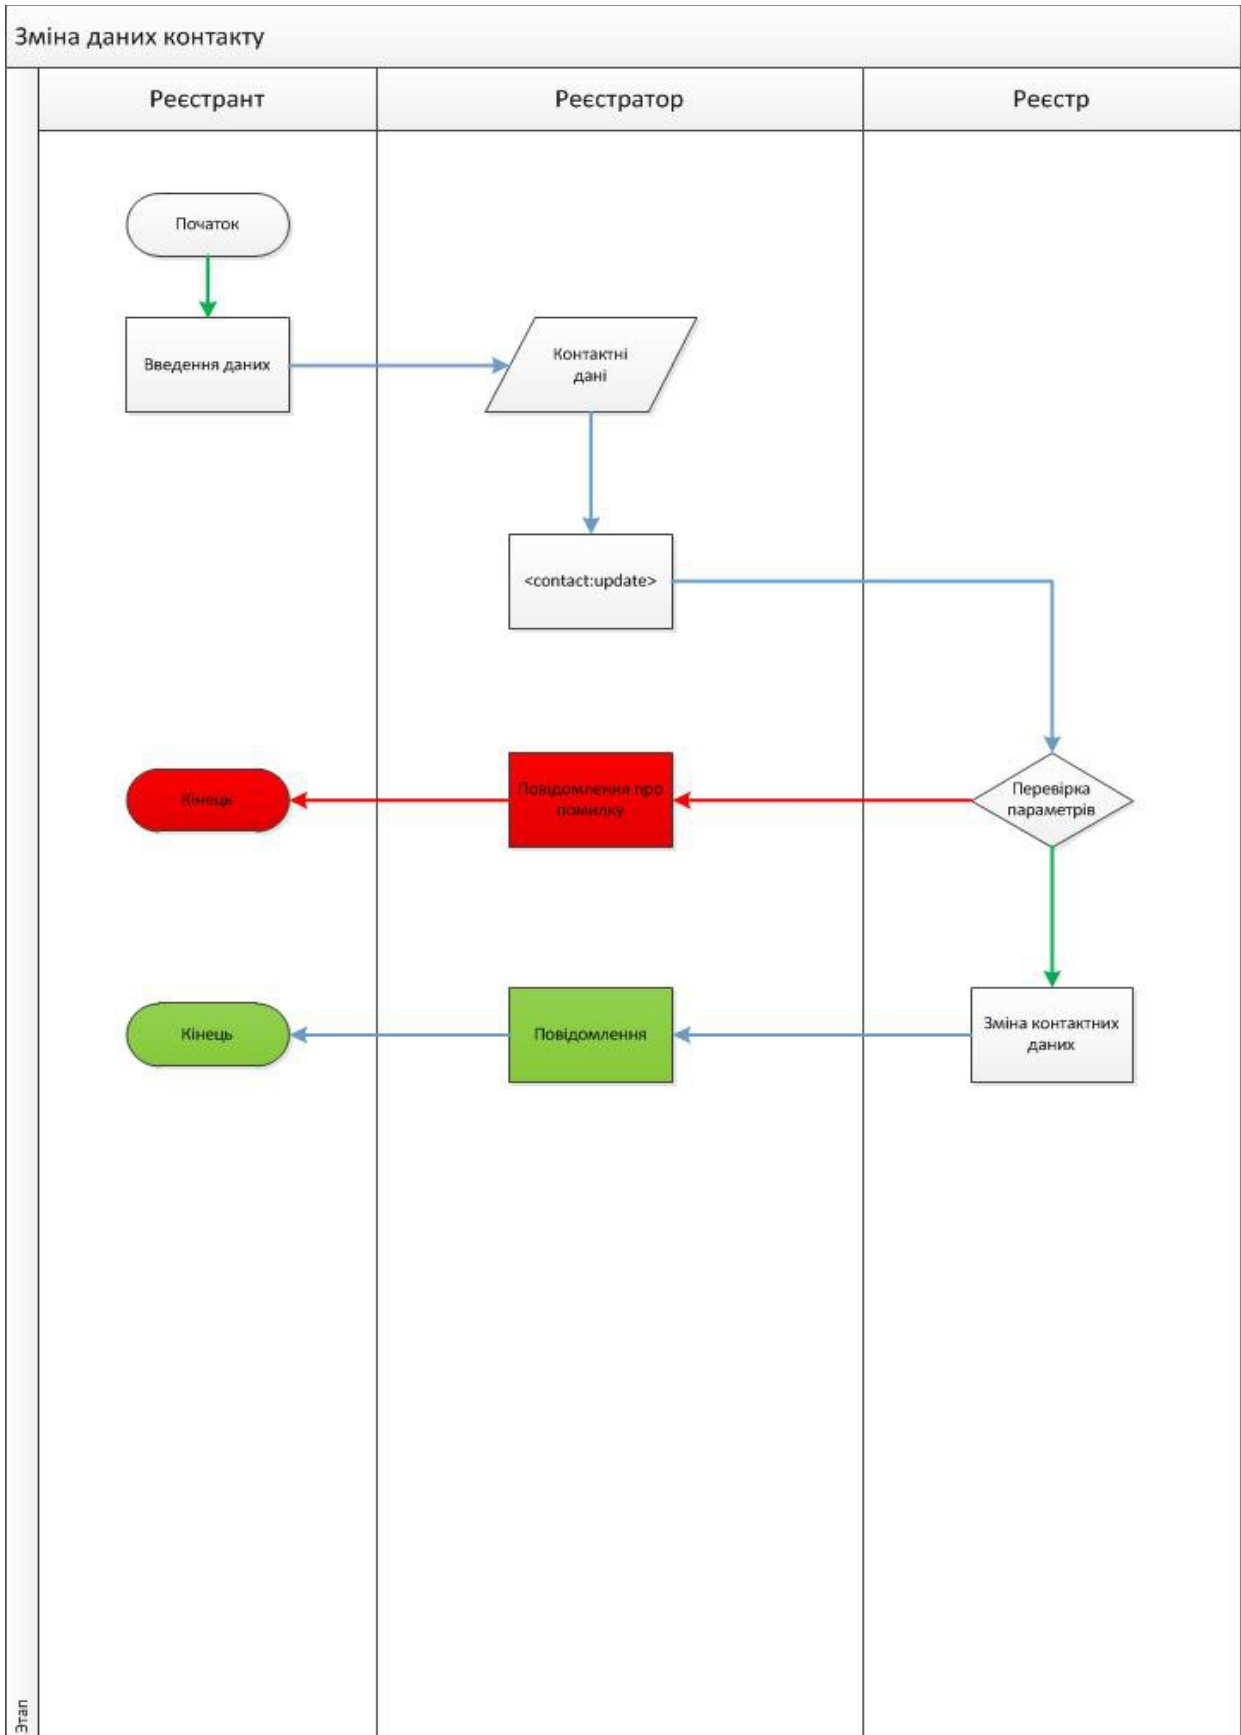 Зміна даних контакту
Реєстрант
Реєстратор
Реєстр
Початок
Введення даних
Контактні
дані
<contact:update>
Кінець
Повідомлення про
помилку
Перевірка
параметрів
Кінець
Повідомлення
Зміна контактних
даних
Этап